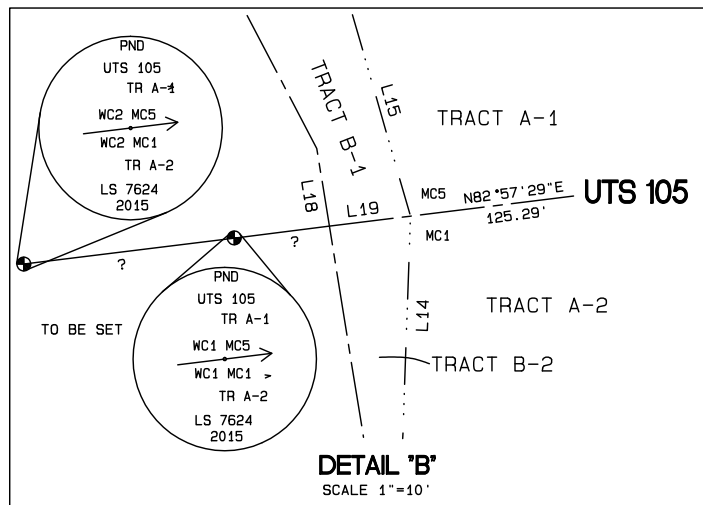 PND
UTS 105
TR A-1
WC2 MC5
WC2 MC1
TR A-2
LS 7624
2015
TRACT B-1
L15
TRACT A-1
L18
L19
MC5
N82°57'29"E
UTS 105
MC1
125.29'
?
?
TO BE SET
PND
UTS 105
TR A-1
WC1 MC5
WC1 MC1
TR A-2
LS 7624
2015
L14
TRACT A-2
TRACT B-2
DETAIL "B"
SCALE 1"=10'